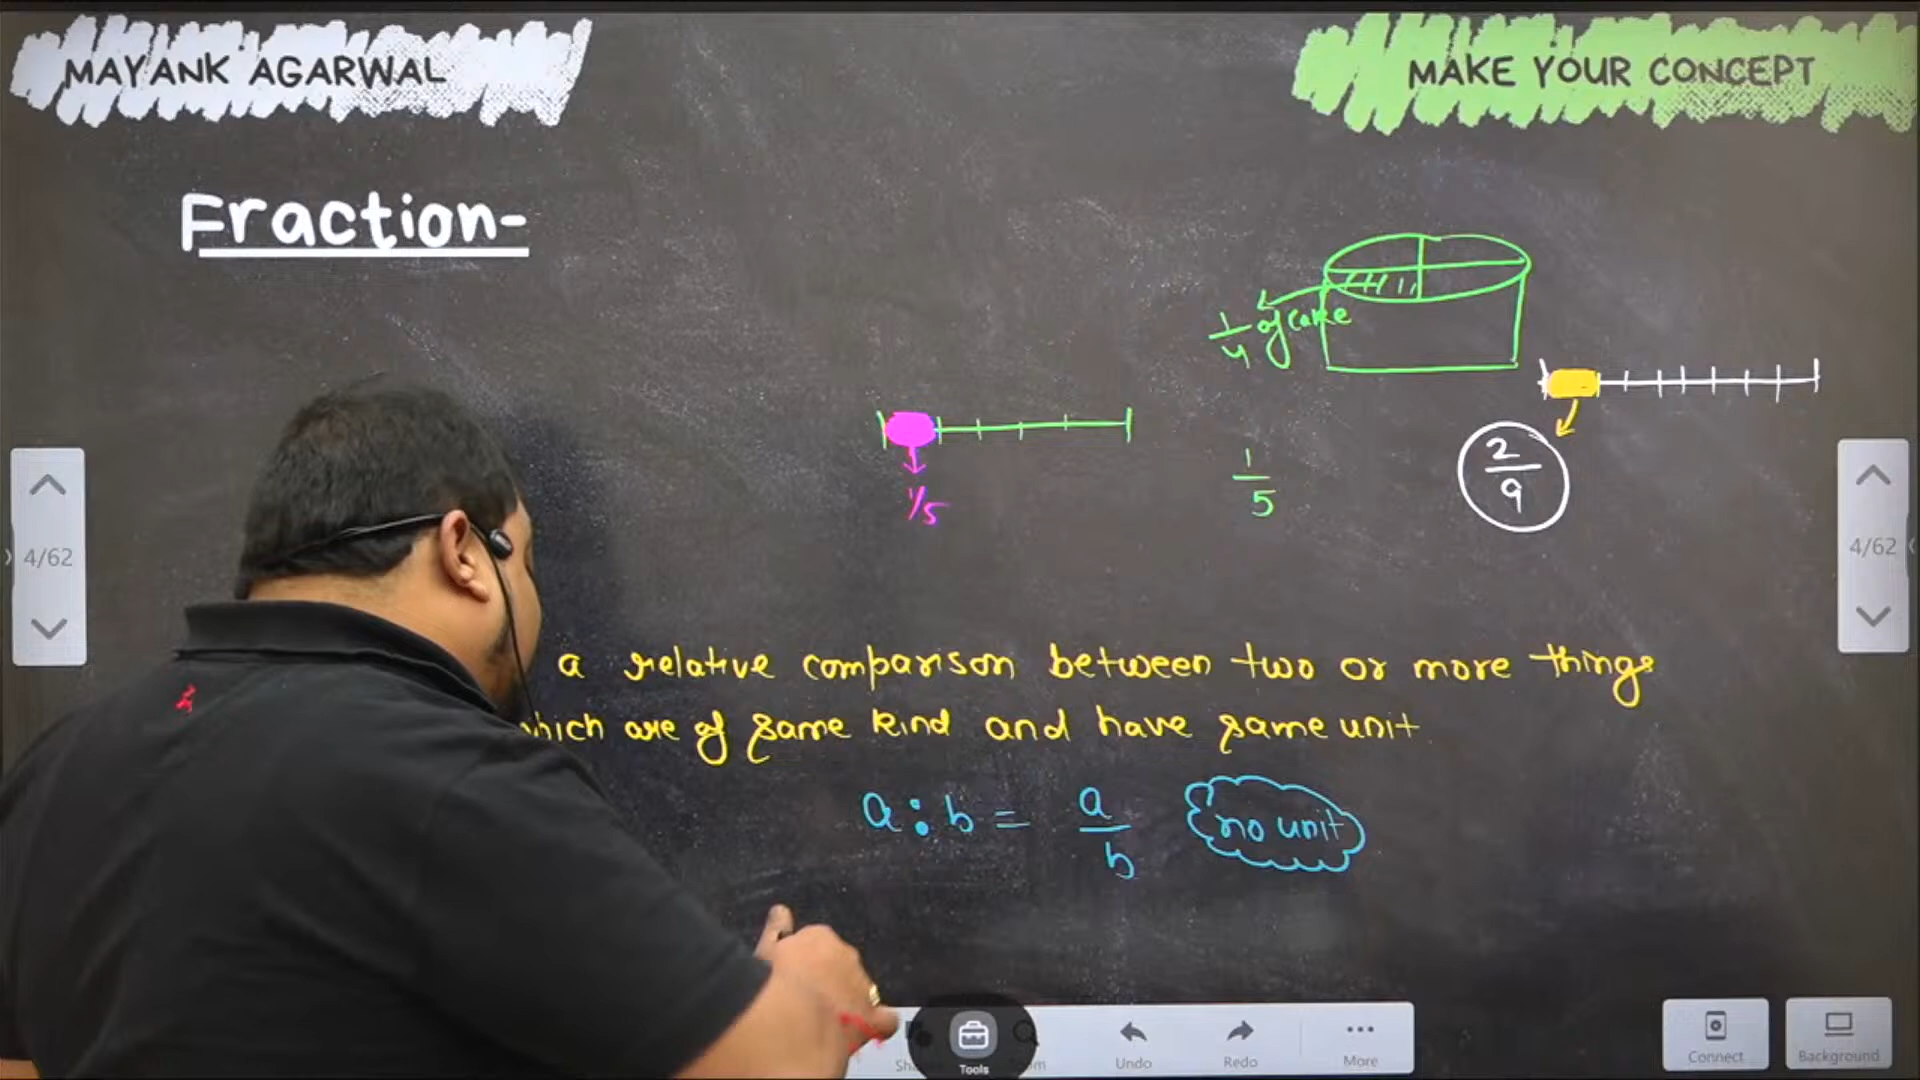 MAYANK AGARWAL
MAKE YOUR CONCEPT
Fraction-
1/4 of cake
1/5
1/5
2/9
4/62
4/62
a relative comparison between two or more things
which are of same kind and have same unit
a : b = a/b
no unit
Tools
Undo
Redo
More
Connect
Background